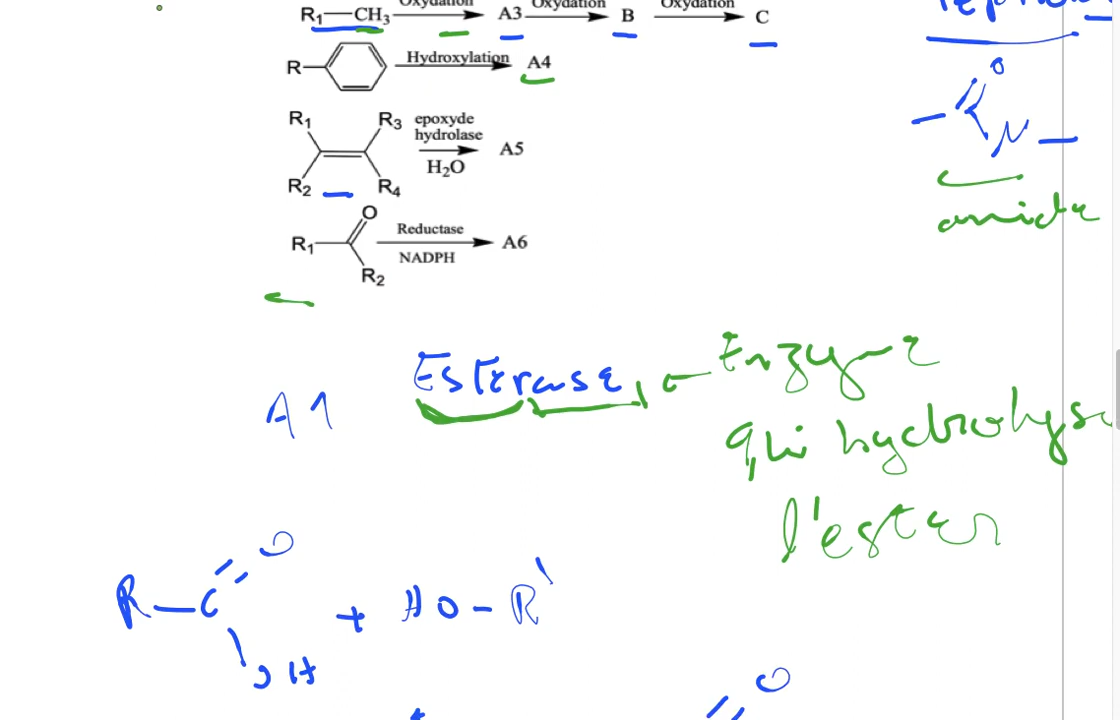 R₁—CH₃ Oxydation A3 Oxydation B Oxydation C
R Hydroxylation A4
R₁ R₃ epoxyde
hydrolase
A5
H₂O
R₂ R₄
O
R₁ Reductase A6
NADPH
R₂
O
N
amide
A1
Esterase
Enzyme
qui hydrolyse
l'ester
O
R—C + HO-R'
OH
O